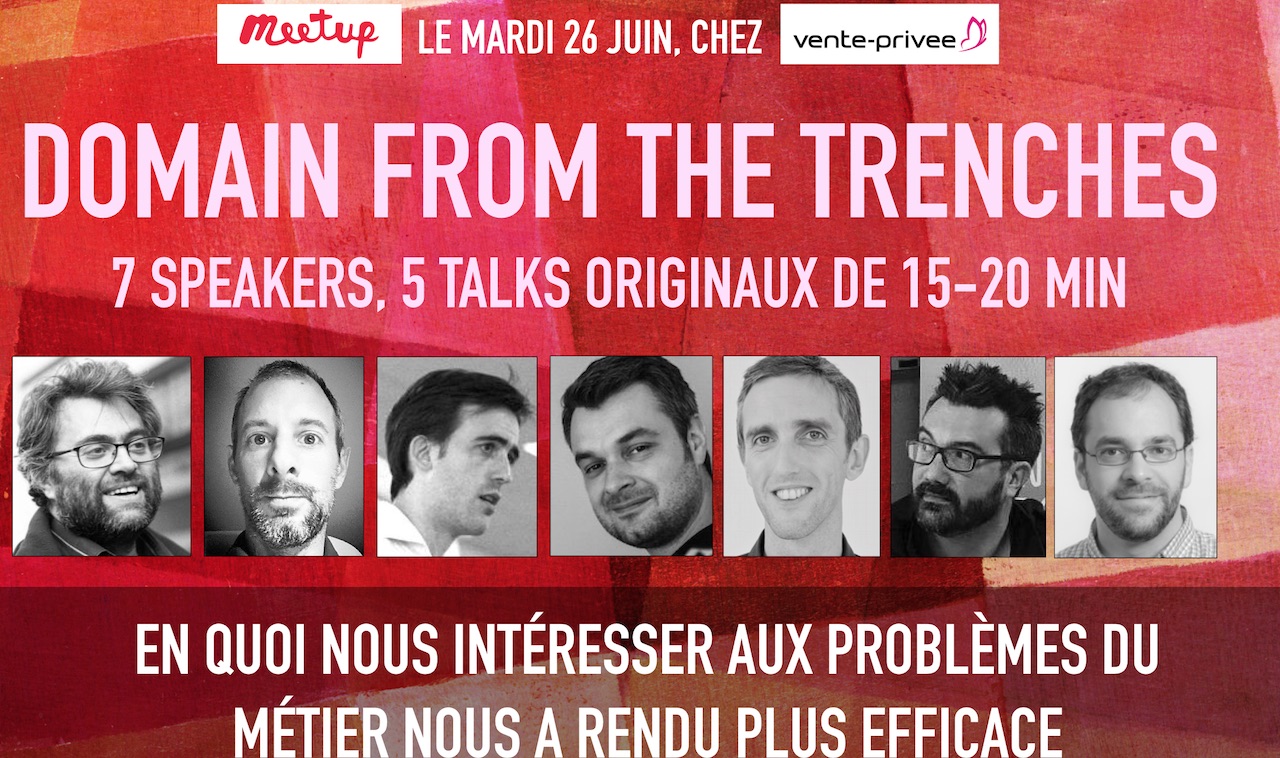 meetup LE MARDI 26 JUIN, CHEZ vente-privee
DOMAIN FROM THE TRENCHES
7 SPEAKERS, 5 TALKS ORIGINAUX DE 15-20 MIN
EN QUOI NOUS INTÉRESSER AUX PROBLÈMES DU
MÉTIER NOUS A RENDU PLUS EFFICACE